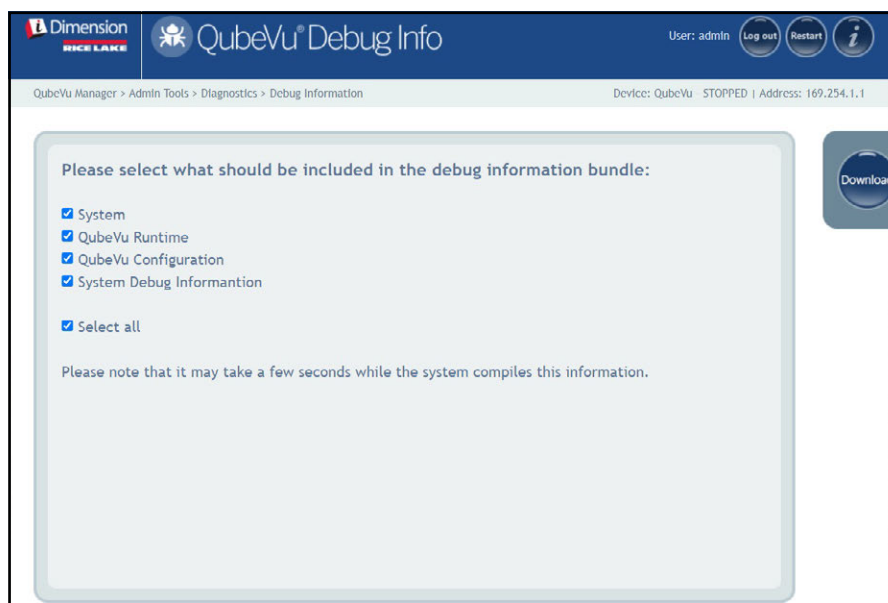 iDimension
RICE LAKE
QubeVu® Debug Info
User: admin
Log out
Restart
i
QubeVu Manager > Admin Tools > Diagnostics > Debug Information
Device: QubeVu STOPPED | Address: 169.254.1.1
Please select what should be included in the debug information bundle:
Downloa
System
QubeVu Runtime
QubeVu Configuration
System Debug Informantion
Select all
Please note that it may take a few seconds while the system compiles this information.